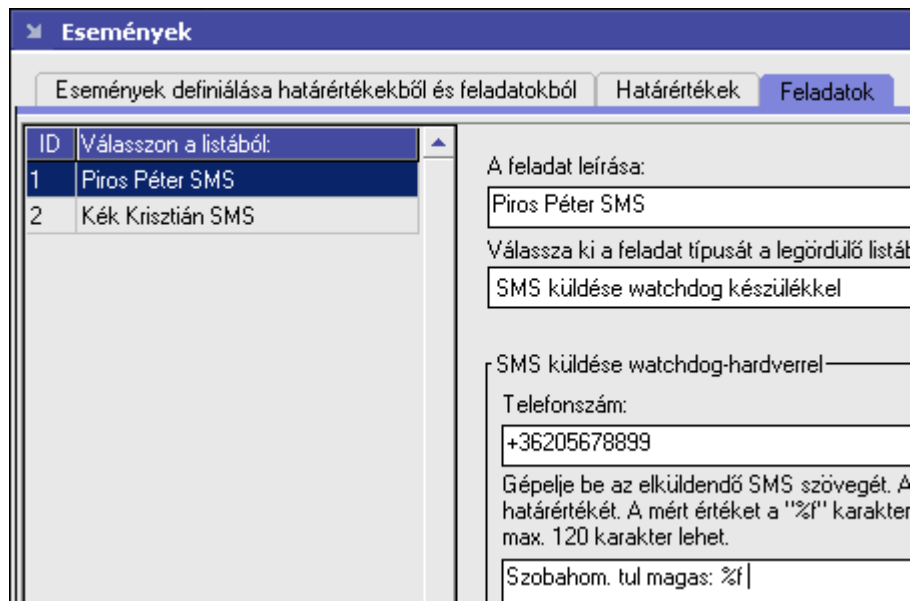 Események
Események definiálása határértékekből és feladatokból Határértékek Feladatok
ID Válasszon a listából:
1 Piros Péter SMS
2 Kék Krisztián SMS
A feladat leírása:
Piros Péter SMS
Válassza ki a feladat típusát a legördülő listáb
SMS küldése watchdog készülékkel
SMS küldése watchdog-hardverrel
Telefonszám:
+36205678899
Gépelje be az elküldendő SMS szövegét. A
határértékét. A mért értéket a "%f" karakter
max. 120 karakter lehet.
Szobahom. tul magas: %f